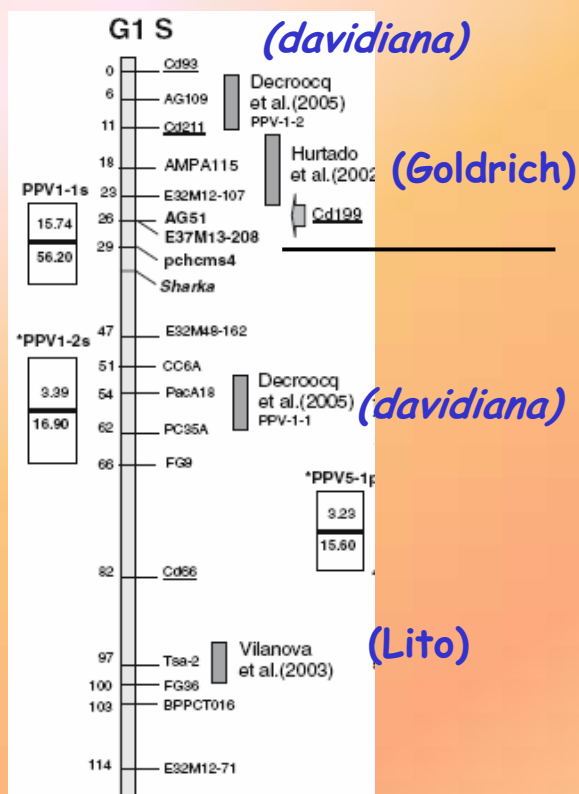 G1 S
(davidiana)
0 Cd93
6 AG109
11 Cd211
Decroocq
et al.(2005)
PPV-1-2
18 AMPA115
Hurtado
et al.(2002
(Goldrich)
PPV1-1s
23 E32M12-107
15.74
56.20
26 AG51
E37M13-208
Cd199
29 pchcms4
Sharka
*PPV1-2s
47 E32M48-162
51 CC6A
3.39
16.90
54 PacA18
62 PC35A
Decroocq
et al.(2005)
PPV-1-1
(davidiana)
66 FG9
*PPV5-1p
3.23
15.60
82 Cd66
(Lito)
97 Tsa-2
Vilanova
et al.(2003)
100 FG36
103 BPPCT016
114 E32M12-71